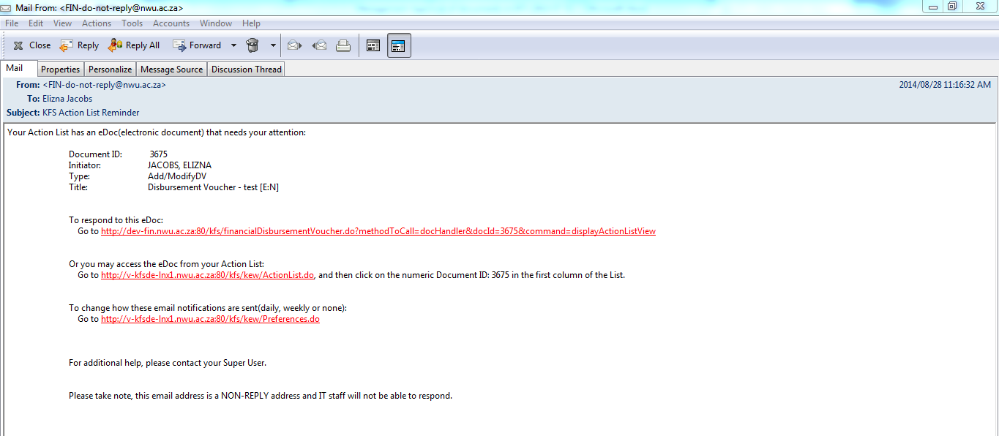 Mail From: <FIN-do-not-reply@nwu.ac.za>
File Edit View Actions Tools Accounts Window Help
Close Reply Reply All Forward
Mail Properties Personalize Message Source Discussion Thread
From: <FIN-do-not-reply@nwu.ac.za> 2014/08/28 11:16:32 AM
To: Elizna Jacobs
Subject: KFS Action List Reminder
Your Action List has an eDoc(electronic document) that needs your attention:
Document ID: 3675
Initiator: JACOBS, ELIZNA
Type: Add/ModifyDV
Title: Disbursement Voucher - test [E:N]
To respond to this eDoc:
Go to http://dev-fin.nwu.ac.za:80/kfs/financialDisbursementVoucher.do?methodToCall=docHandler&docId=3675&command=displayActionListView
Or you may access the eDoc from your Action List:
Go to http://v-kfsde-lnx1.nwu.ac.za:80/kfs/kew/ActionList.do, and then click on the numeric Document ID: 3675 in the first column of the List.
To change how these email notifications are sent(daily, weekly or none):
Go to http://v-kfsde-lnx1.nwu.ac.za:80/kfs/kew/Preferences.do
For additional help, please contact your Super User.
Please take note, this email address is a NON-REPLY address and IT staff will not be able to respond.